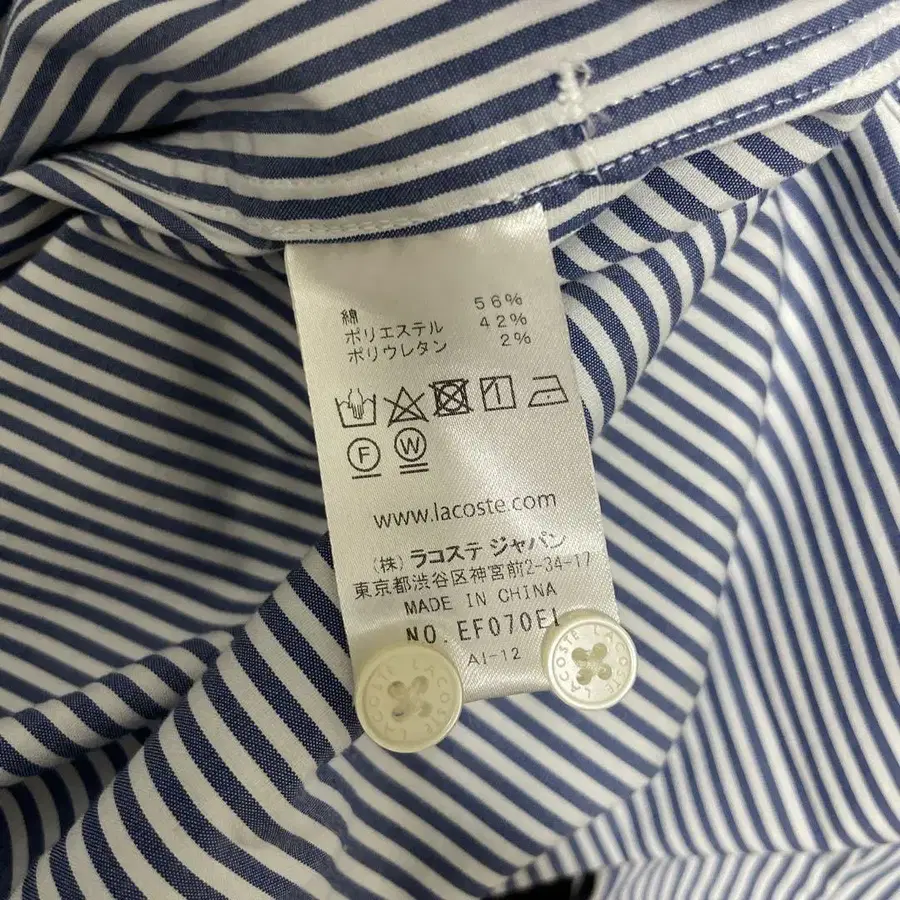 綿 56%
ポリエステル 42%
ポリウレタン 2%
F W
www.lacoste.com
(株) ラコステ ジャパン
東京都渋谷区神宮前2-34-17
MADE IN CHINA
NO. EF070EL
AI-12
LACOSTE LACOSTE
LACOSTE LACOSTE